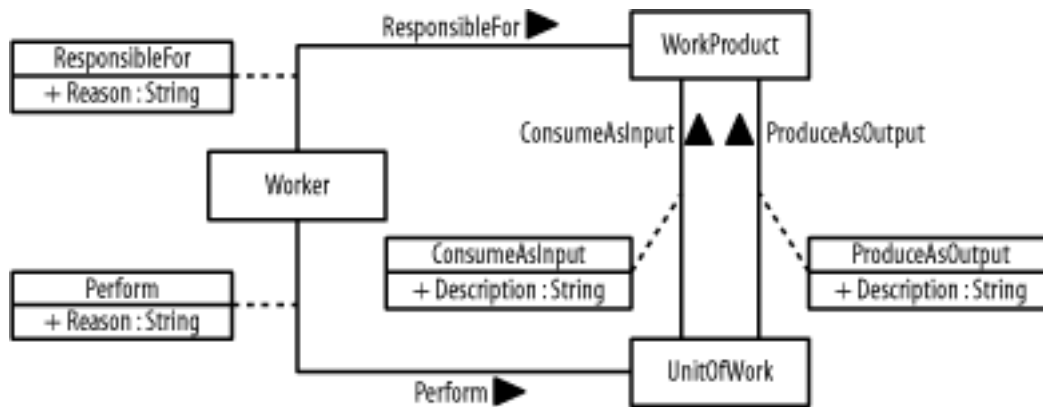 ResponsibleFor
WorkProduct
ResponsibleFor
+ Reason : String
ConsumeAsInput
ProduceAsOutput
Worker
ConsumeAsInput
+ Description : String
ProduceAsOutput
+ Description : String
Perform
+ Reason : String
UnitOfWork
Perform